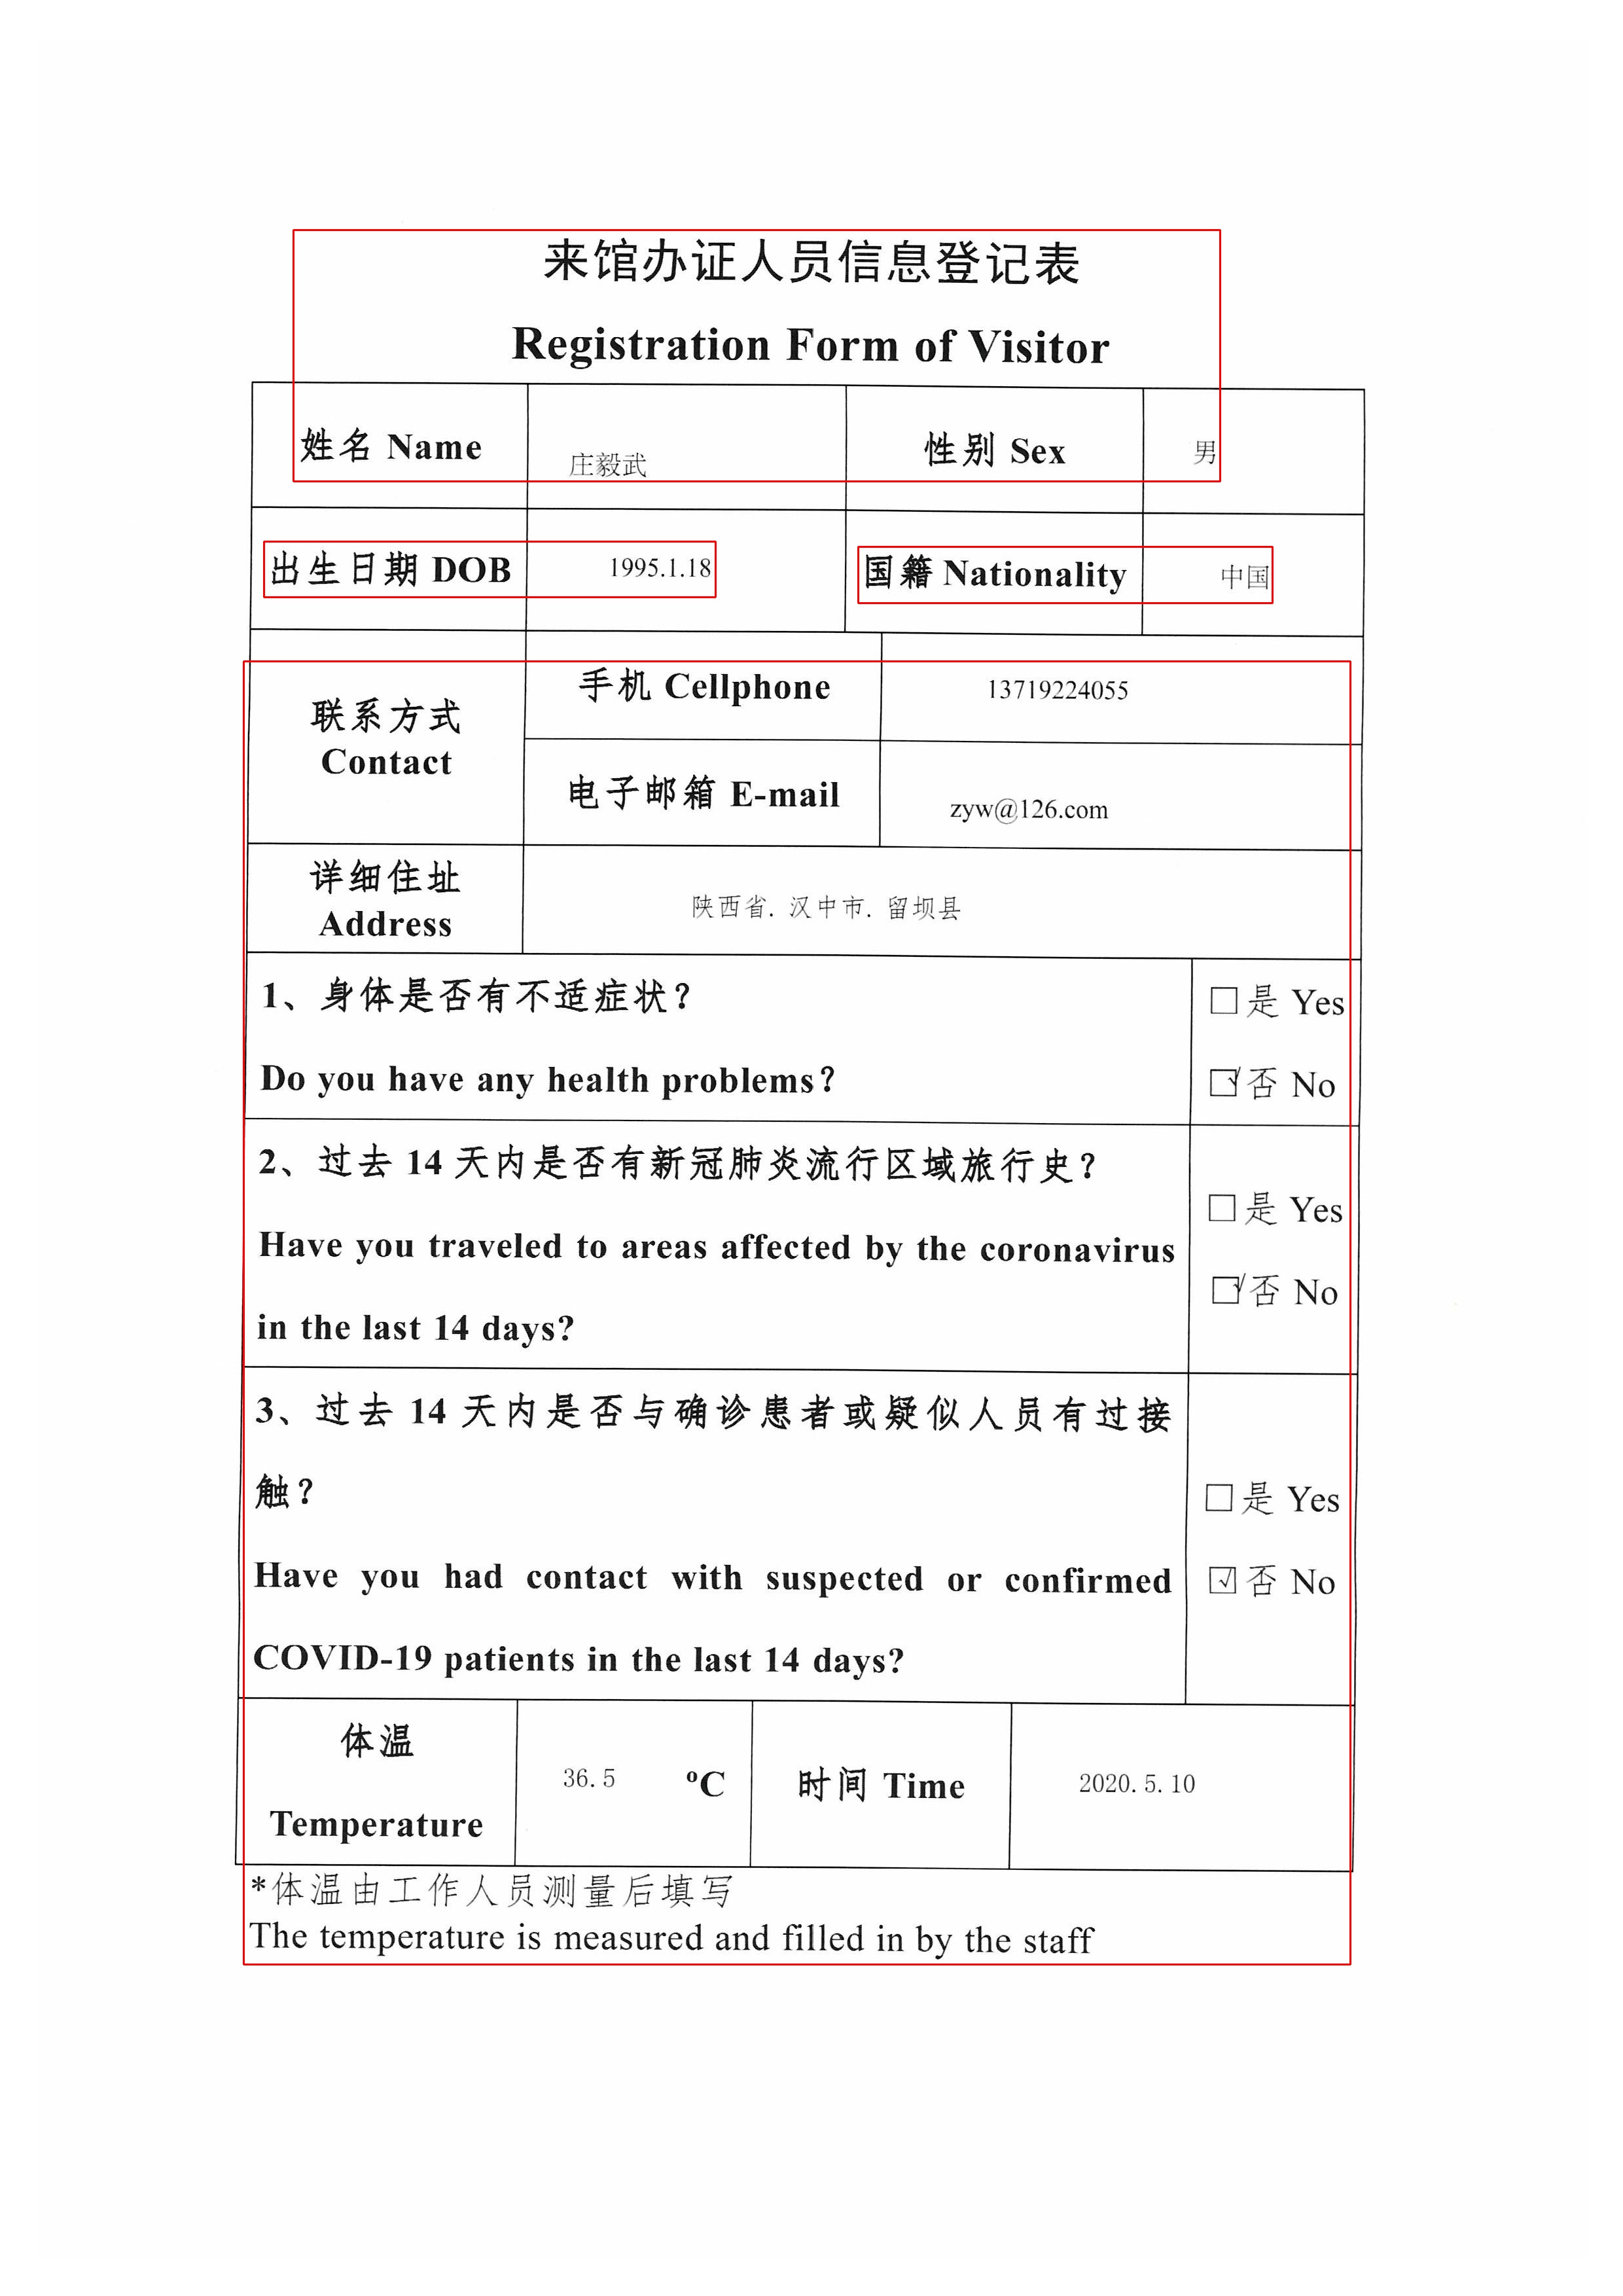 来馆办证人员信息登记表
Registration Form of Visitor
姓名 Name 庄毅武 性别 Sex 男
出生日期 DOB 1995.1.18 国籍 Nationality 中国
联系方式
Contact
手机 Cellphone 13719224055
电子邮箱 E-mail zyw@126.com
详细住址
Address
陕西省. 汉中市. 留坝县
1、身体是否有不适症状?
Do you have any health problems?
□是 Yes
☑否 No
2、过去 14 天内是否有新冠肺炎流行区域旅行史?
Have you traveled to areas affected by the coronavirus
in the last 14 days?
□是 Yes
☑否 No
3、过去 14 天内是否与确诊患者或疑似人员有过接
触?
Have you had contact with suspected or confirmed
COVID-19 patients in the last 14 days?
□是 Yes
☑否 No
体温
Temperature
36.5 ºC 时间 Time 2020.5.10
*体温由工作人员测量后填写
The temperature is measured and filled in by the staff